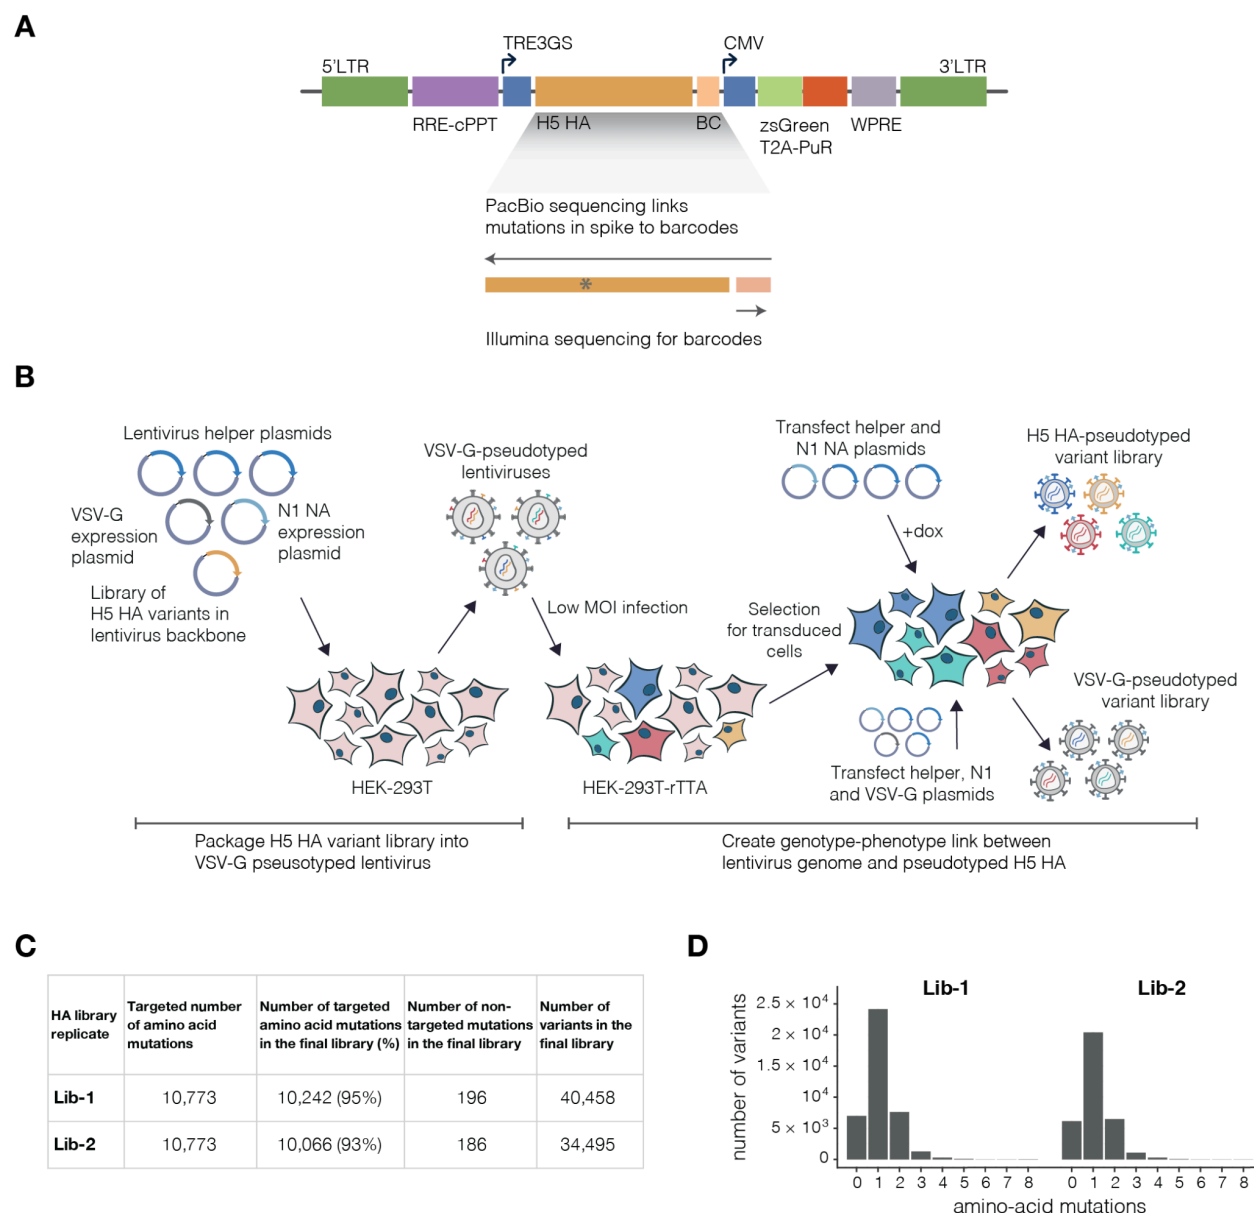 A
TRE3GS
CMV
5'LTR
3'LTR
RRE-cPPT
H5 HA
BC
zsGreen
T2A-PuR
WPRE
PacBio sequencing links
mutations in spike to barcodes
*
Illumina sequencing for barcodes
B
Lentivirus helper plasmids
VSV-G
expression
plasmid
N1 NA
expression
plasmid
Library of
H5 HA variants in
lentivirus backbone
VSV-G-pseudotyped
lentiviruses
Low MOI infection
HEK-293T
HEK-293T-rTTA
Selection
for transduced
cells
Transfect helper and
N1 NA plasmids
+dox
H5 HA-pseudotyped
variant library
VSV-G-pseudotyped
variant library
Transfect helper, N1
and VSV-G plasmids
Package H5 HA variant library into
VSV-G pseusotyped lentivirus
Create genotype-phenotype link between
lentivirus genome and pseudotyped H5 HA
C
HA library
replicate
Targeted number
of amino acid
mutations
Number of targeted
amino acid mutations
in the final library (%)
Number of non-
targeted mutations
in the final library
Number of
variants in the
final library
Lib-1 10,773 10,242 (95%) 196 40,458
Lib-2 10,773 10,066 (93%) 186 34,495
D
Lib-1
Lib-2
number of variants
2.5 × 10⁴
2 × 10⁴
1.5 × 10⁴
1 × 10⁴
5 × 10³
0
0 1 2 3 4 5 6 7 8
0 1 2 3 4 5 6 7 8
amino-acid mutations